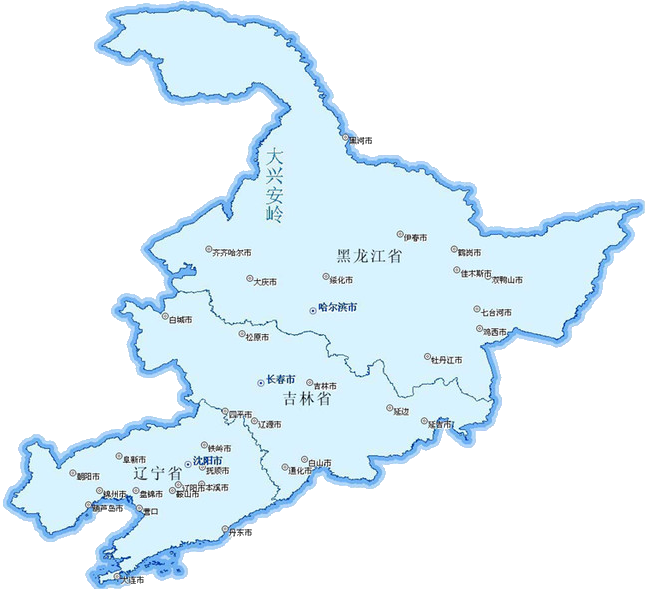 黑河市
大兴安岭
伊春市
黑龙江省
齐齐哈尔市
鹤岗市
佳木斯市
双鸭山市
大庆市
绥化市
哈尔滨市
七台河市
白城市
鸡西市
松原市
牡丹江市
长春市
吉林市
吉林省
延边
四平市
辽源市
延吉市
铁岭市
阜新市
沈阳市
白山市
通化市
抚顺市
辽宁省
朝阳市
辽阳市
本溪市
锦州市
盘锦市
鞍山市
葫芦岛市
营口
丹东市
大连市